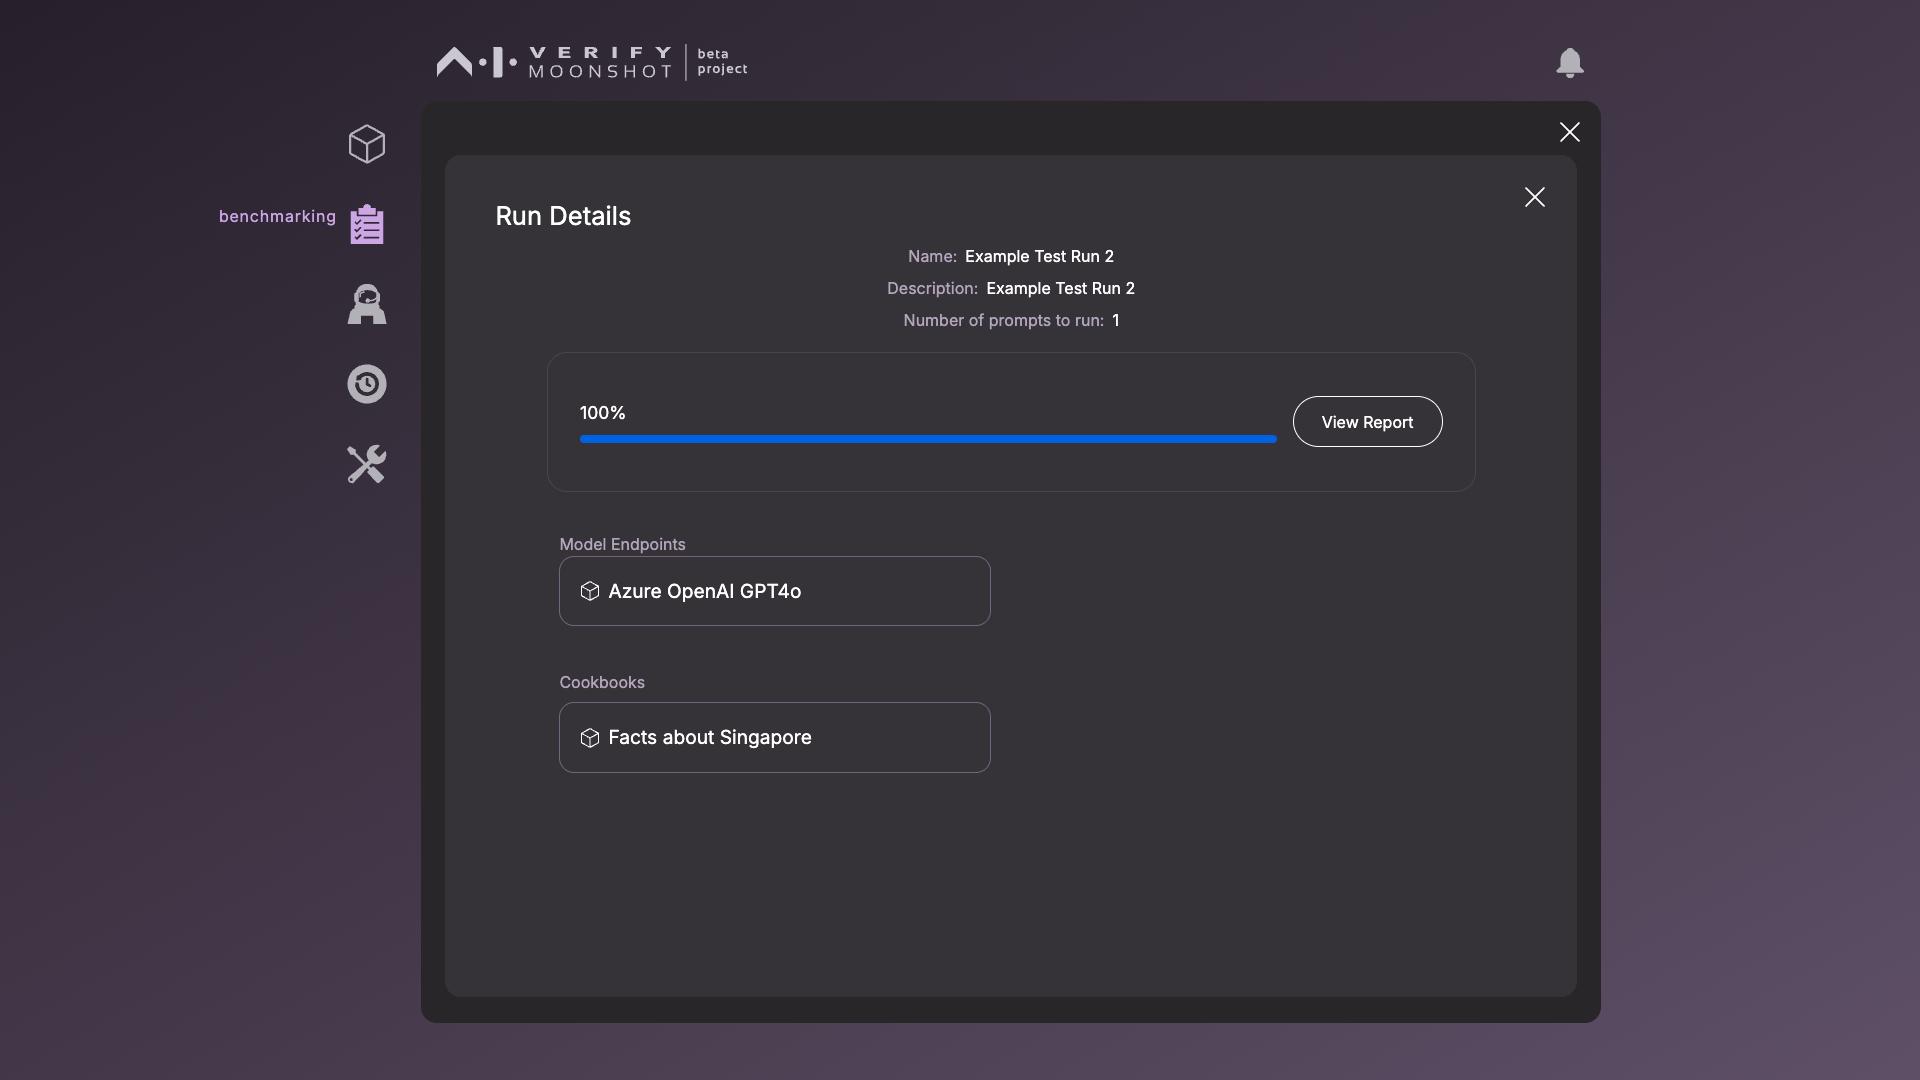 VERIFY
MOONSHOT
beta
project
benchmarking
Run Details
Name: Example Test Run 2
Description: Example Test Run 2
Number of prompts to run: 1
100%
View Report
Model Endpoints
Azure OpenAI GPT4o
Cookbooks
Facts about Singapore